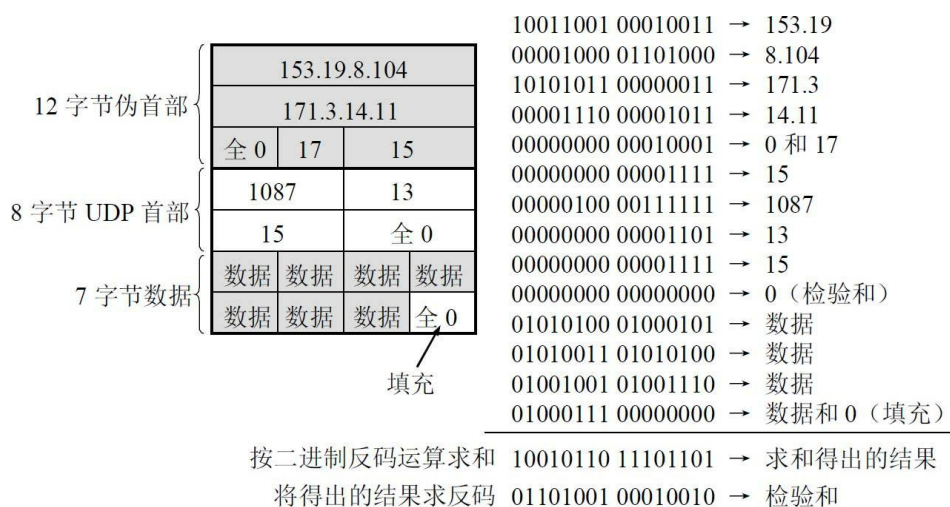 12 字节伪首部
153.19.8.104
171.3.14.11
全 0 17 15
8 字节 UDP 首部
1087 13
15 全 0
7 字节数据
数据 数据 数据 数据
数据 数据 数据 全 0
填充
10011001 00010011 → 153.19
00001000 01101000 → 8.104
10101011 00000011 → 171.3
00001110 00001011 → 14.11
00000000 00010001 → 0 和 17
00000000 00001111 → 15
00000100 00111111 → 1087
00000000 00001101 → 13
00000000 00001111 → 15
00000000 00000000 → 0（检验和）
01010100 01000101 → 数据
01010011 01010100 → 数据
01001001 01001110 → 数据
01000111 00000000 → 数据和 0（填充）
按二进制反码运算求和 10010110 11101101 → 求和得出的结果
将得出的结果求反码 01101001 00010010 → 检验和